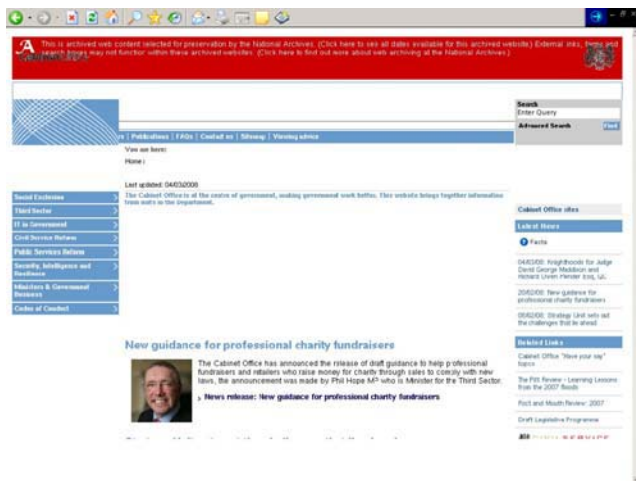 This is archived web content selected for preservation by the National Archives. (Click here to see all dates available for this archived website.) External links, forms and
search boxes may not function within these archived websites. (Click here to find out more about web archiving at the National Archives.)
Search
Enter Query
Advanced Search Find
| Publications | FAQs | Contact us | Sitemap | Viewing advice
You are here:
Home :
Last updated: 04/03/2008
The Cabinet Office is at the centre of government, making government work better. This website brings together information
from units in the Department.
Social Exclusion
Third Sector
IT in Government
Civil Service Reform
Public Services Reform
Security, Intelligence and
Resilience
Ministers & Government
Business
Codes of Conduct
New guidance for professional charity fundraisers
The Cabinet Office has announced the release of draft guidance to help professional
fundraisers and retailers who raise money for charity through sales to comply with new
laws, the announcement was made by Phil Hope MP who is Minister for the Third Sector.
News release: New guidance for professional charity fundraisers
Cabinet Office sites
Latest News
Facts
04/03/08: Knighthoods for Judge
David George Maddison and
20/02/08: New guidance for
professional charity fundraisers
Strategy Unit sets out
the challenges that lie ahead
Related Links
Cabinet Office "Have your say"
topics
The Pitt Review - Learning Lessons
from the 2007 floods
Foot and Mouth Review: 2007
Draft Legislative Programme